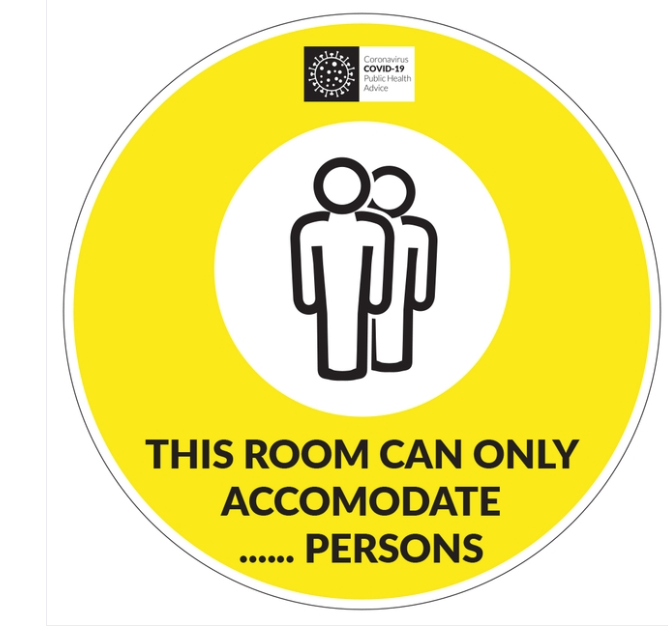 Coronavirus
COVID-19
Public Health
Advice
THIS ROOM CAN ONLY
ACCOMODATE
...... PERSONS